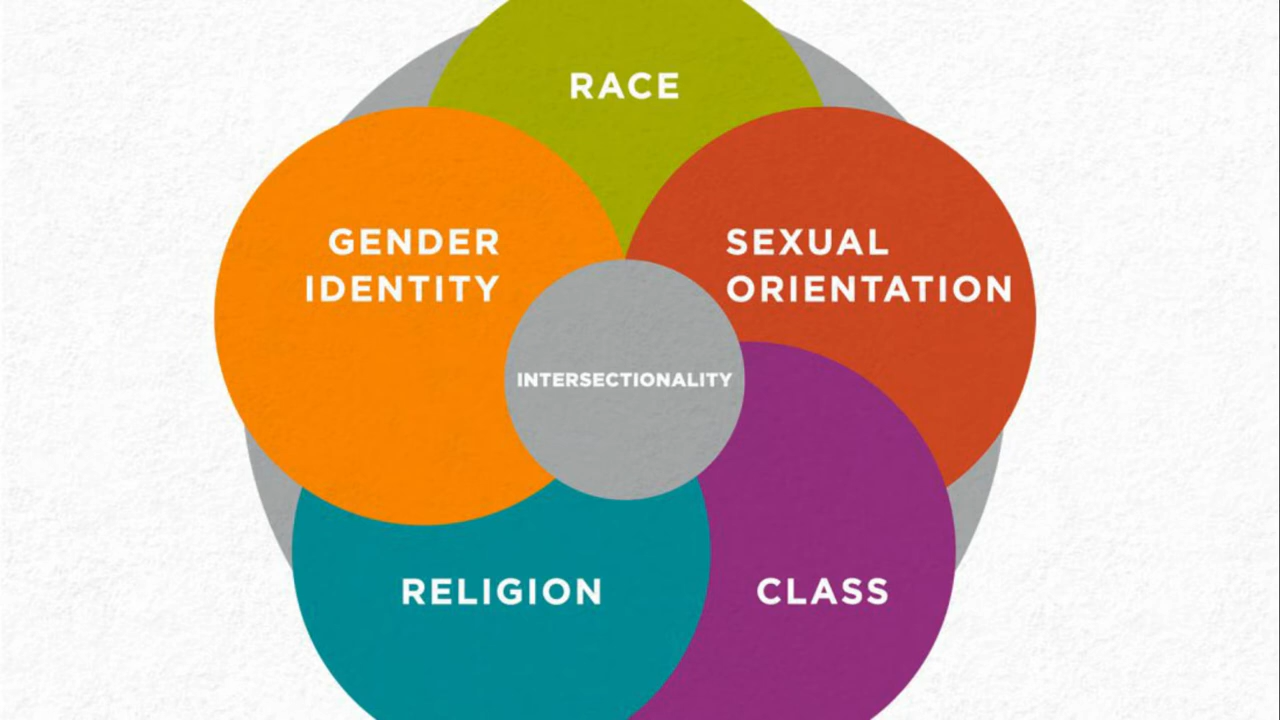 RACE
GENDER
IDENTITY
SEXUAL
ORIENTATION
INTERSECTIONALITY
RELIGION
CLASS